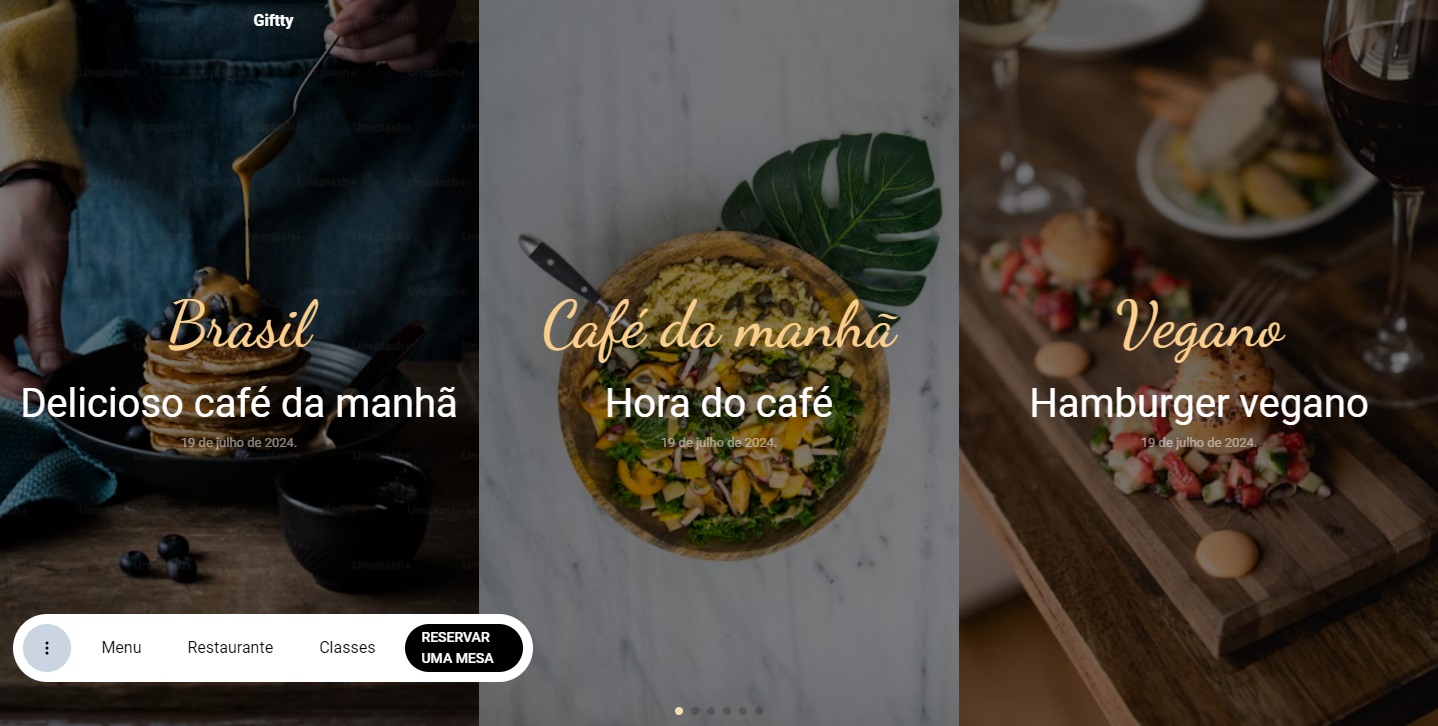 Giftty
Brasil
Delicioso café da manhã
19 de julho de 2024.
Café da manhã
Hora do café
19 de julho de 2024.
Vegano
Hamburger vegano
19 de julho de 2024.
Menu
Restaurante
Classes
RESERVAR
UMA MESA
Unsplash+